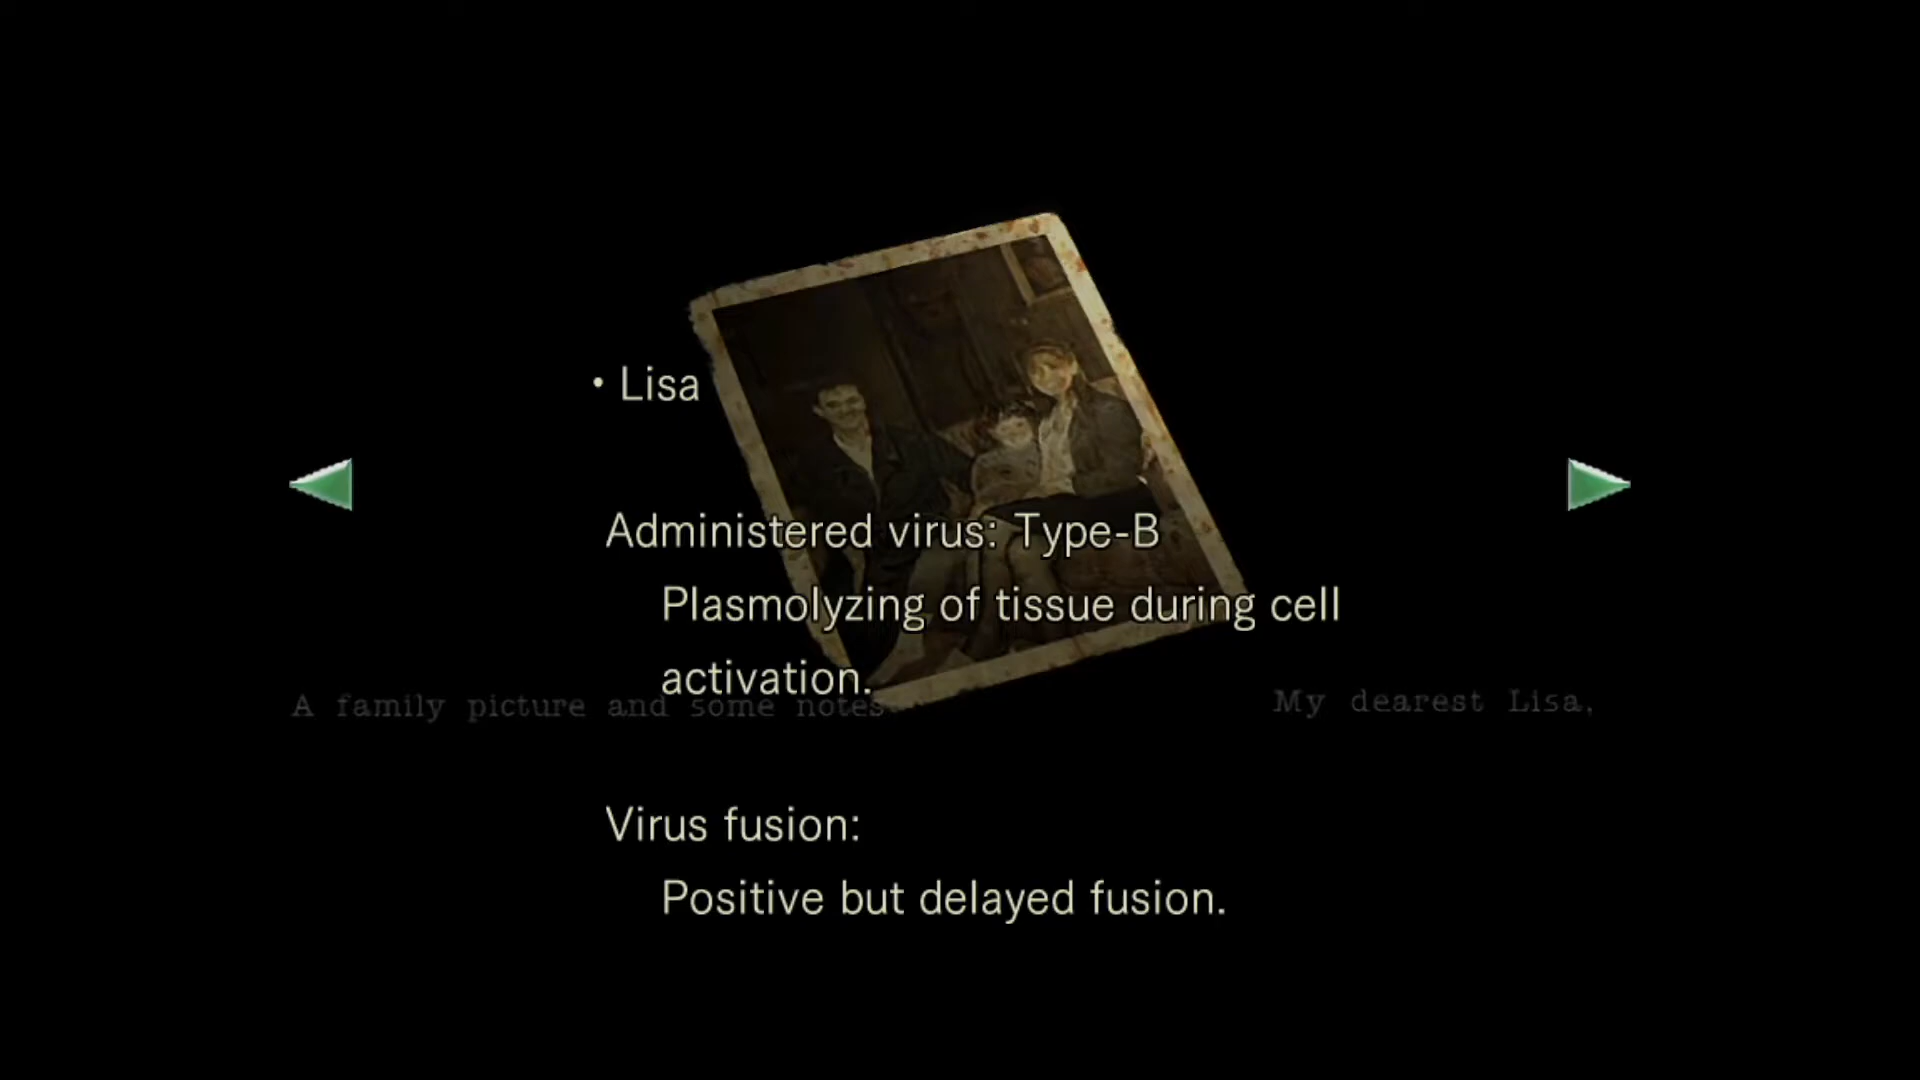 • Lisa
Administered virus: Type-B
Plasmolyzing of tissue during cell
activation.
A family picture and some notes
My dearest Lisa,
Virus fusion:
Positive but delayed fusion.